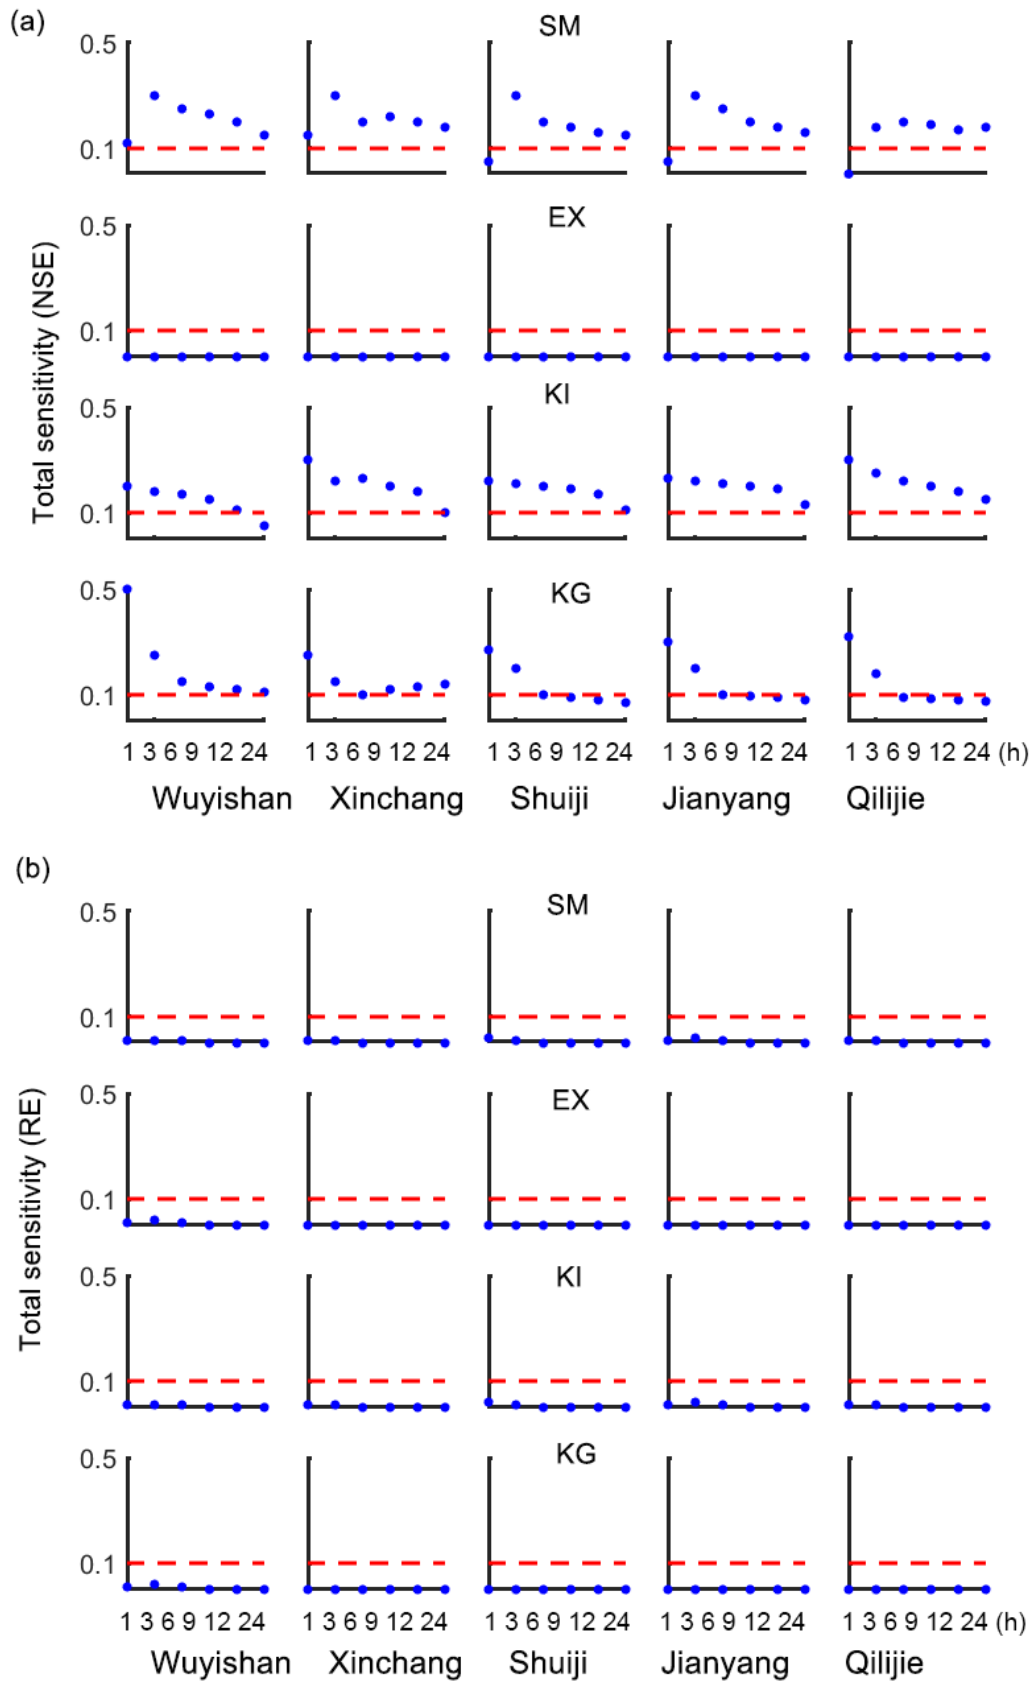 (a)
SM
0.5
0.1
EX
0.5
0.1
KI
0.5
0.1
KG
0.5
0.1
Total sensitivity (NSE)
1 3 6 9 12 24 1 3 6 9 12 24 1 3 6 9 12 24 1 3 6 9 12 24 1 3 6 9 12 24 (h)
Wuyishan Xinchang Shuiji Jianyang Qilijie
(b)
SM
0.5
0.1
EX
0.5
0.1
KI
0.5
0.1
KG
0.5
0.1
Total sensitivity (RE)
1 3 6 9 12 24 1 3 6 9 12 24 1 3 6 9 12 24 1 3 6 9 12 24 1 3 6 9 12 24 (h)
Wuyishan Xinchang Shuiji Jianyang Qilijie